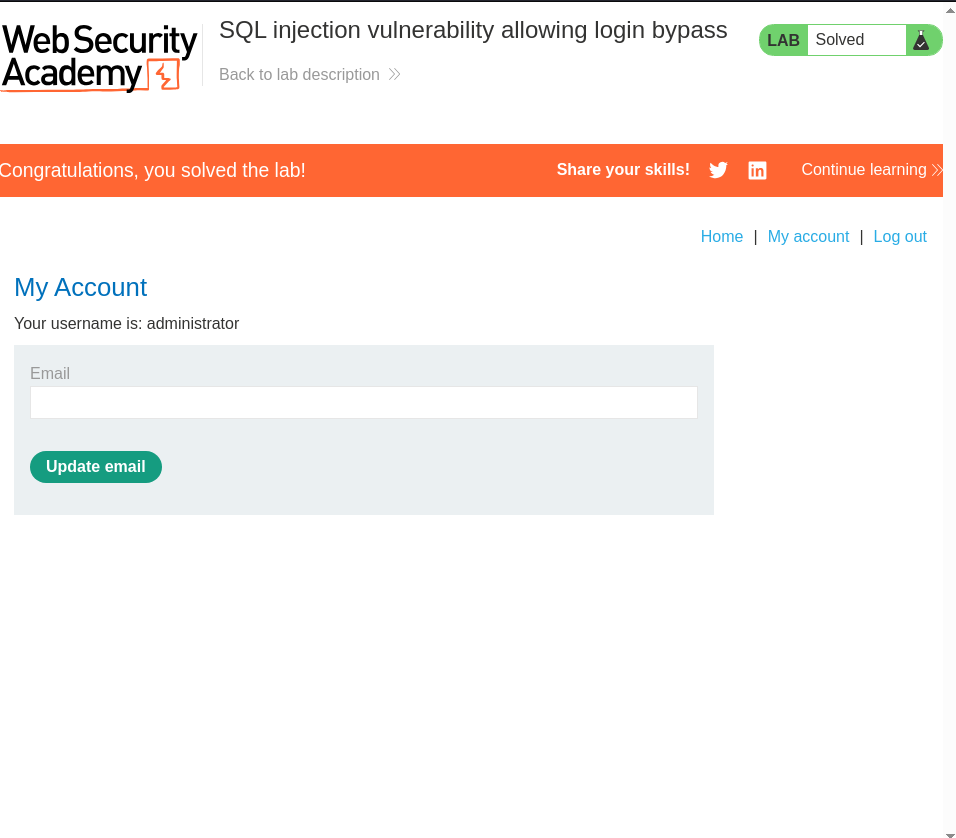 Web Security
Academy
SQL injection vulnerability allowing login bypass
Back to lab description
LAB Solved
Congratulations, you solved the lab!
Share your skills!
Continue learning
Home | My account | Log out
My Account
Your username is: administrator
Email
Update email